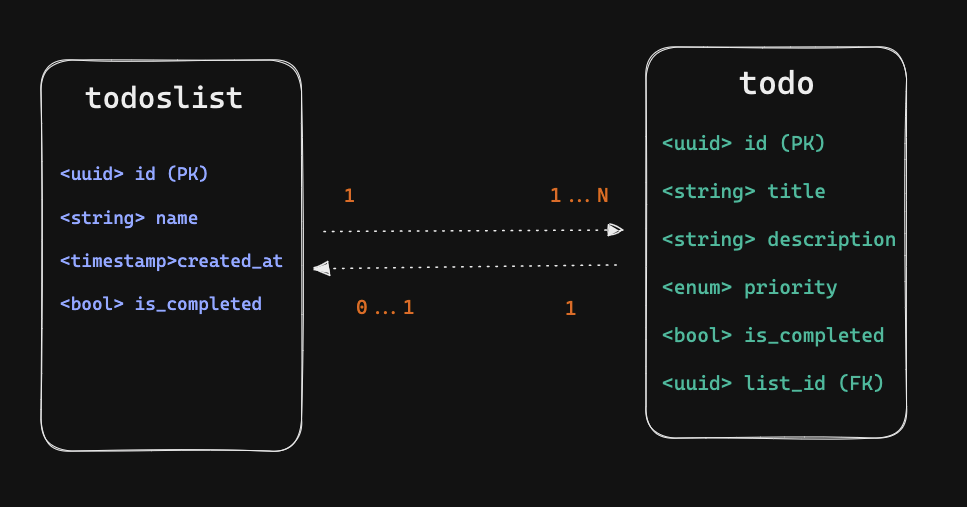 todoslist
<uuid> id (PK)
<string> name
<timestamp>created_at
<bool> is_completed
1
1...N
0...1
1
todo
<uuid> id (PK)
<string> title
<string> description
<enum> priority
<bool> is_completed
<uuid> list_id (FK)